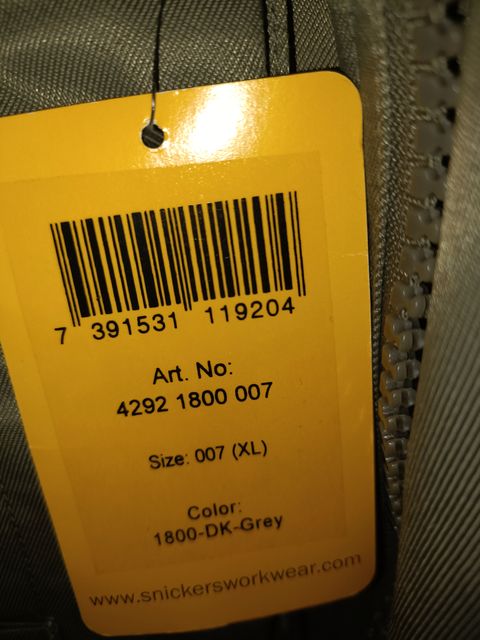 7 391531 119204
Art. No:
4292 1800 007
Size: 007 (XL)
Color:
1800-DK-Grey
www.snickersworkwear.com